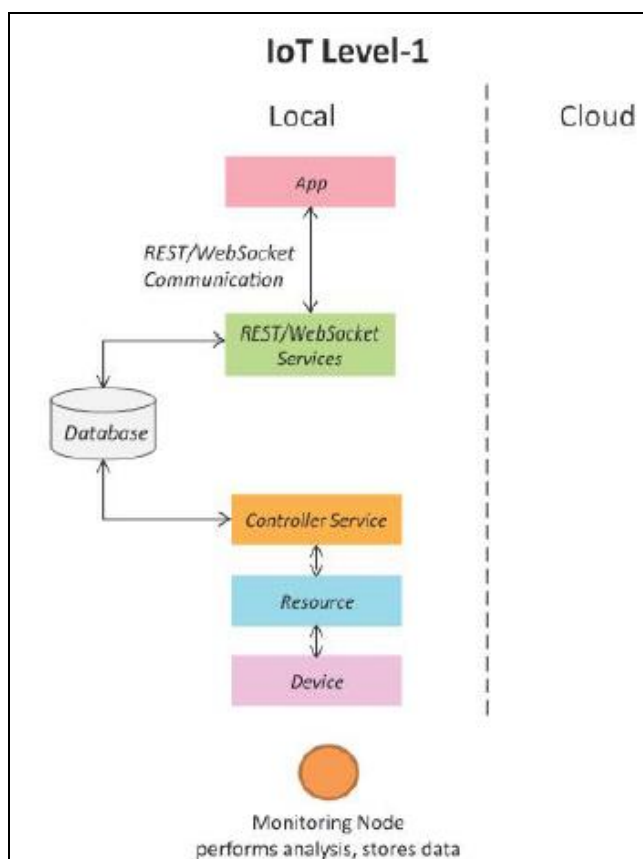 IoT Level-1
Local
Cloud
App
REST/WebSocket
Communication
REST/WebSocket
Services
Database
Controller Service
Resource
Device
Monitoring Node
performs analysis, stores data